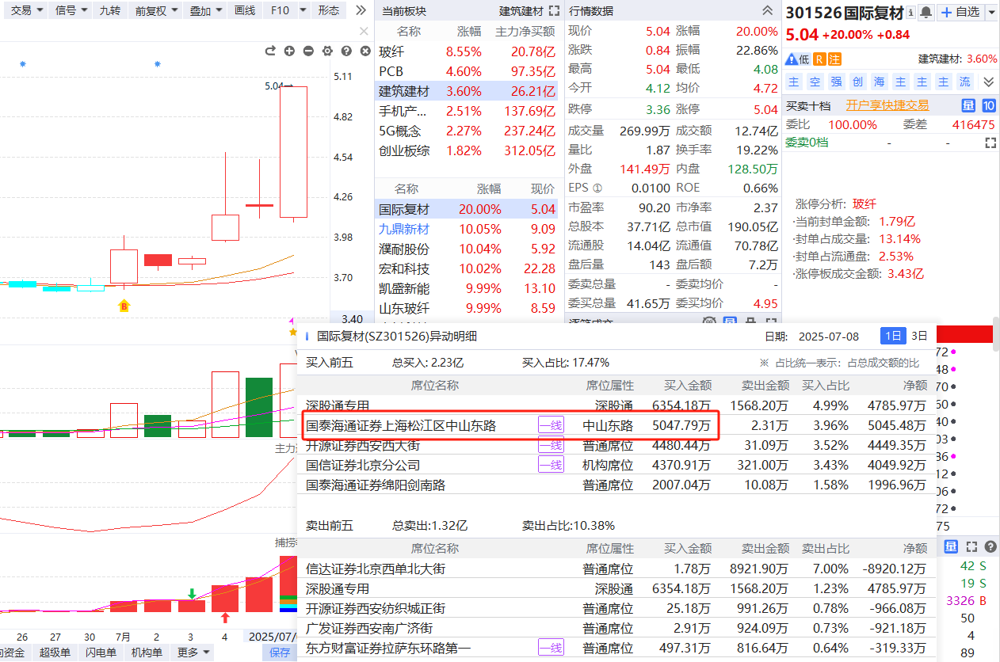 交易 信号 九转 前复权 叠加 画线 F10 形态
5.04
5.11
4.82
4.54
4.26
3.98
3.70
3.40
B
主力
捕捞
26 27 30 7月 2 3 4 2025/07/
资金 超级单 闪电单 机构单 更多 保存
当前板块 建筑建材
名称 涨幅 主力净买额
玻纤 8.55% 20.78亿
PCB 4.60% 97.35亿
建筑建材 3.60% 26.21亿
手机产... 2.51% 137.69亿
5G概念 2.27% 237.24亿
创业板综 1.82% 312.05亿
名称 涨幅 现价
国际复材 20.00% 5.04
九鼎新材 10.05% 9.09
濮耐股份 10.04% 5.92
宏和科技 10.02% 22.28
凯盛新能 9.99% 13.10
山东玻纤 9.99% 8.59
行情数据
现价 5.04 涨幅 20.00%
涨跌 0.84 振幅 22.86%
最高 5.04 最低 4.08
今开 4.12 均价 4.72
跌停 3.36 涨停 5.04
成交量 269.99万 成交额 12.74亿
量比 1.87 换手率 19.22%
外盘 141.49万 内盘 128.50万
EPS ① 0.0100 ROE 0.66%
市盈率 90.20 市净率 2.37
总股本 37.71亿 总市值 190.05亿
流通股 14.04亿 流通值 70.78亿
盘后量 143 盘后额 7.2万
委卖总量 - 委卖均价 -
委买总量 41.65万 委买均价 4.95
301526国际复材 自选
5.04 +20.00% +0.84
低 R 注 建筑建材: 3.60%
主 空 强 创 海 主 主 主 流
买卖十档 开户享快捷交易 量 10
委比 100.00% 委差 416475
委卖0档 - -
涨停分析: 玻纤
·当前封单金额: 1.79亿
·封单占成交量: 13.14%
·封单占流通盘: 2.53%
·涨停板成交金额: 3.43亿
国际复材(SZ301526)异动明细 日期: 2025-07-08 1日 3日
买入前五 总买入: 2.23亿 买入占比: 17.47% ※ 占比统一表示: 占总成交额的比
席位名称 席位属性 买入金额 卖出金额 买入占比 净额
深股通专用 深股通 6354.18万 1568.20万 4.99% 4785.97万
国泰海通证券上海松江区中山东路 一线 中山东路 5047.79万 2.31万 3.96% 5045.48万
开源证券西安西大街 一线 普通席位 4480.44万 31.09万 3.52% 4449.35万
国信证券北京分公司 一线 机构席位 4370.91万 321.00万 3.43% 4049.92万
国泰海通证券绵阳剑南路 普通席位 2007.04万 10.08万 1.58% 1996.96万
卖出前五 总卖出:1.32亿 卖出占比:10.38%
席位名称 席位属性 买入金额 卖出金额 卖出占比 净额
信达证券北京西单北大街 普通席位 1.78万 8921.90万 7.00% -8920.12万
深股通专用 深股通 6354.18万 1568.20万 1.23% 4785.97万
开源证券西安纺织城正街 普通席位 25.18万 991.26万 0.78% -966.08万
广发证券西安南广济街 普通席位 2.91万 924.09万 0.73% -921.18万
东方财富证券拉萨东环路第一 一线 普通席位 497.31万 816.64万 0.64% -319.33万
72
48
70
60
40
03
86
12
06
72
75
量
42 S
19 S
3326 B
50
4
89